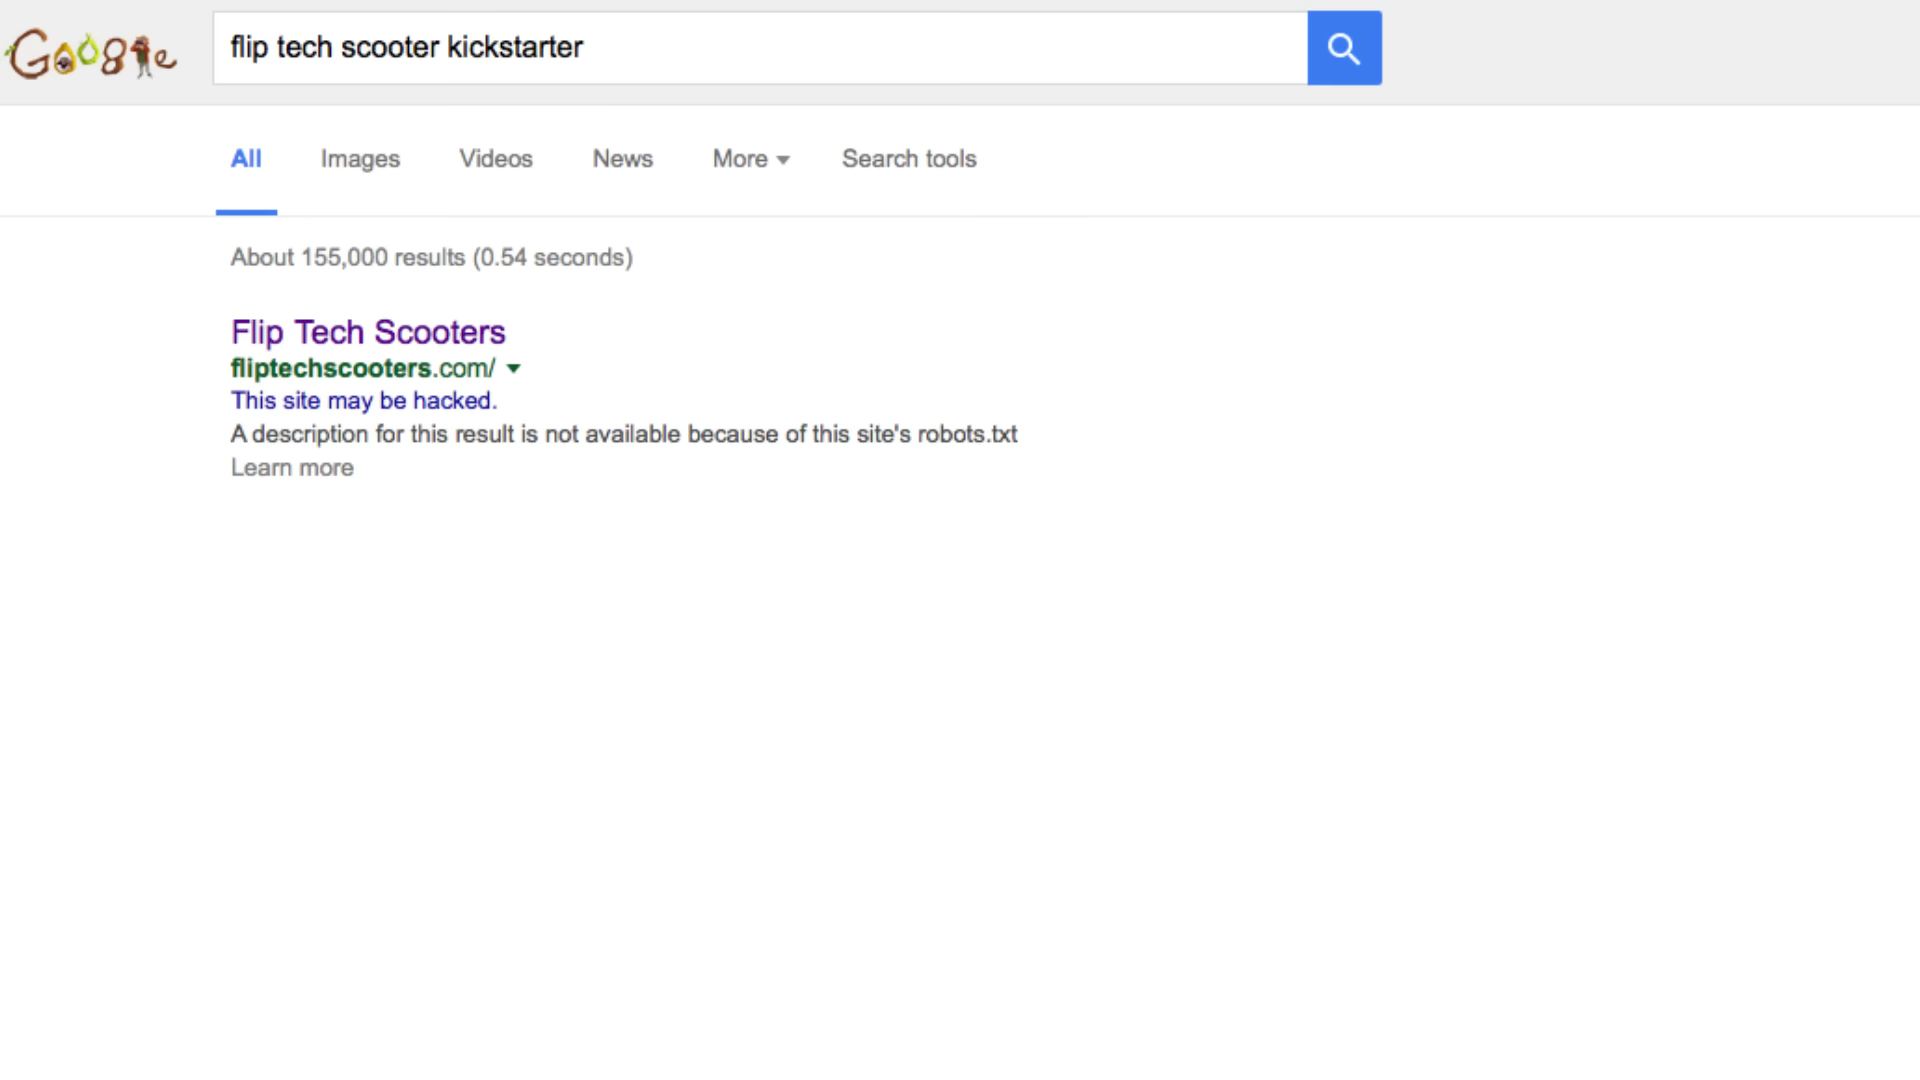 Google
flip tech scooter kickstarter
All Images Videos News More Search tools
About 155,000 results (0.54 seconds)
Flip Tech Scooters
fliptechscooters.com/
This site may be hacked.
A description for this result is not available because of this site's robots.txt
Learn more